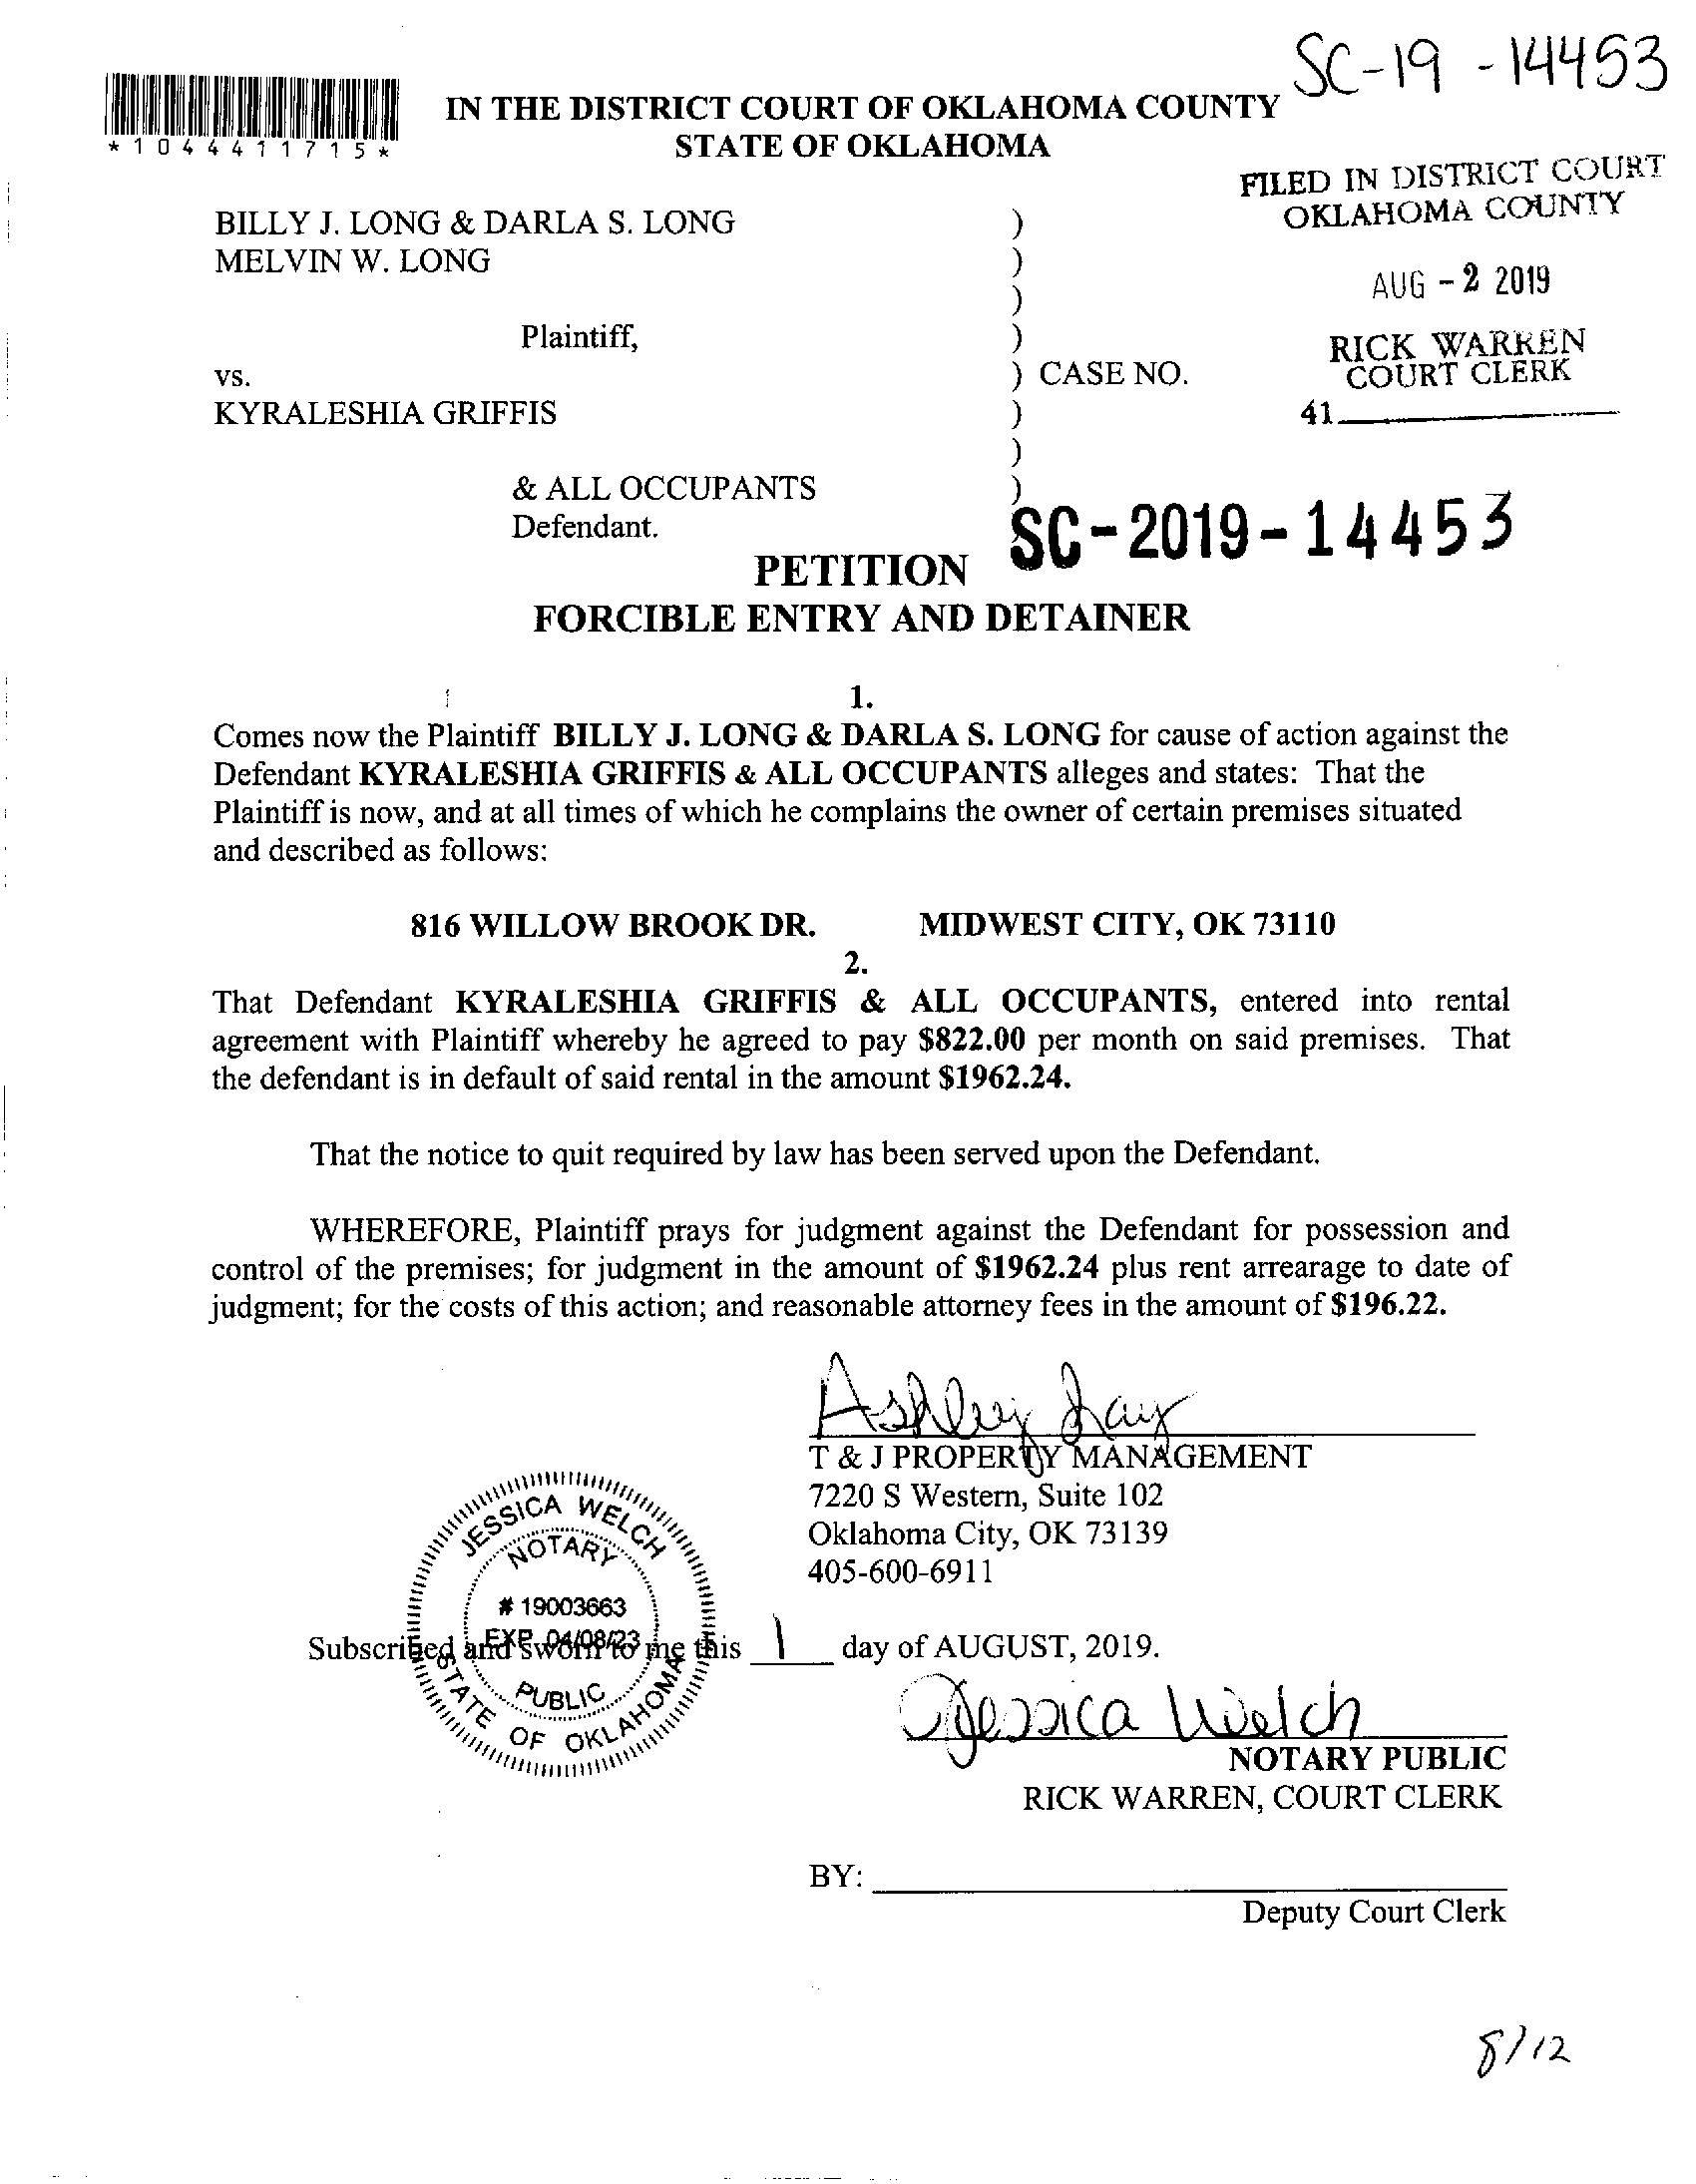 SC-19-14453
*1044411715*
IN THE DISTRICT COURT OF OKLAHOMA COUNTY
STATE OF OKLAHOMA
FILED IN DISTRICT COURT
OKLAHOMA COUNTY
AUG - 2 2019
RICK WARREN
COURT CLERK
41
BILLY J. LONG & DARLA S. LONG )
MELVIN W. LONG )
)
Plaintiff, )
vs. ) CASE NO.
KYRALESHIA GRIFFIS )
)
& ALL OCCUPANTS )
Defendant.
SC-2019-14453
PETITION
FORCIBLE ENTRY AND DETAINER
1.
Comes now the Plaintiff BILLY J. LONG & DARLA S. LONG for cause of action against the
Defendant KYRALESHIA GRIFFIS & ALL OCCUPANTS alleges and states: That the
Plaintiff is now, and at all times of which he complains the owner of certain premises situated
and described as follows:
816 WILLOW BROOK DR. MIDWEST CITY, OK 73110
2.
That Defendant KYRALESHIA GRIFFIS & ALL OCCUPANTS, entered into rental
agreement with Plaintiff whereby he agreed to pay $822.00 per month on said premises. That
the defendant is in default of said rental in the amount $1962.24.
That the notice to quit required by law has been served upon the Defendant.
WHEREFORE, Plaintiff prays for judgment against the Defendant for possession and
control of the premises; for judgment in the amount of $1962.24 plus rent arrearage to date of
judgment; for the costs of this action; and reasonable attorney fees in the amount of $196.22.
Ashley
T & J PROPERTY MANAGEMENT
7220 S Western, Suite 102
Oklahoma City, OK 73139
405-600-6911
JESSICA WELCH
NOTARY
# 19003663
EXP. 04/08/23
PUBLIC
STATE OF OKLAHOMA
Subscribed and sworn to me this 1 day of AUGUST, 2019.
Jessica Welch
NOTARY PUBLIC
RICK WARREN, COURT CLERK
BY:
Deputy Court Clerk
8/12